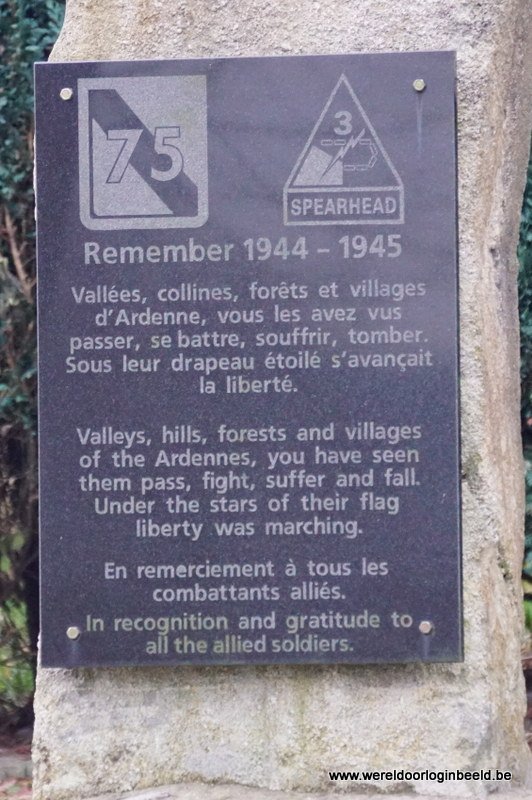 75
3
SPEARHEAD
Remember 1944 – 1945
Vallées, collines, forêts et villages
d'Ardenne, vous les avez vus
passer, se battre, souffrir, tomber.
Sous leur drapeau étoilé s'avançait
la liberté.
Valleys, hills, forests and villages
of the Ardennes, you have seen
them pass, fight, suffer and fall.
Under the stars of their flag
liberty was marching.
En remerciement à tous les
combattants alliés.
In recognition and gratitude to
all the allied soldiers.
www.wereldoorloginbeeld.be